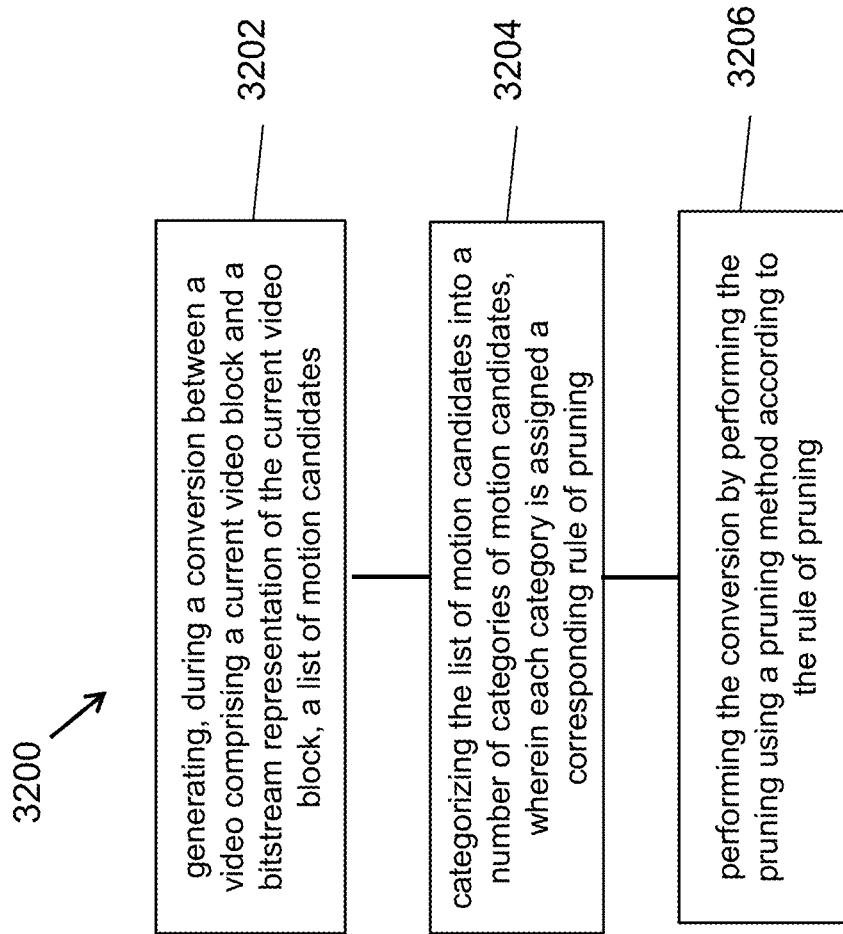 3200
generating, during a conversion between a
video comprising a current video block and a
bitstream representation of the current video
block, a list of motion candidates
3202
categorizing the list of motion candidates into a
number of categories of motion candidates,
wherein each category is assigned a
corresponding rule of pruning
3204
performing the conversion by performing the
pruning using a pruning method according to
the rule of pruning
3206